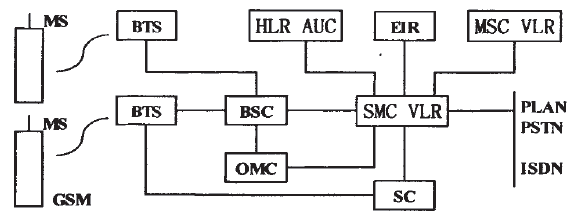 MS BTS HLR AUC EIR MSC VLR
MS BTS BSC SMC VLR PLAN
PSTN
OMC ISDN
GSM SC